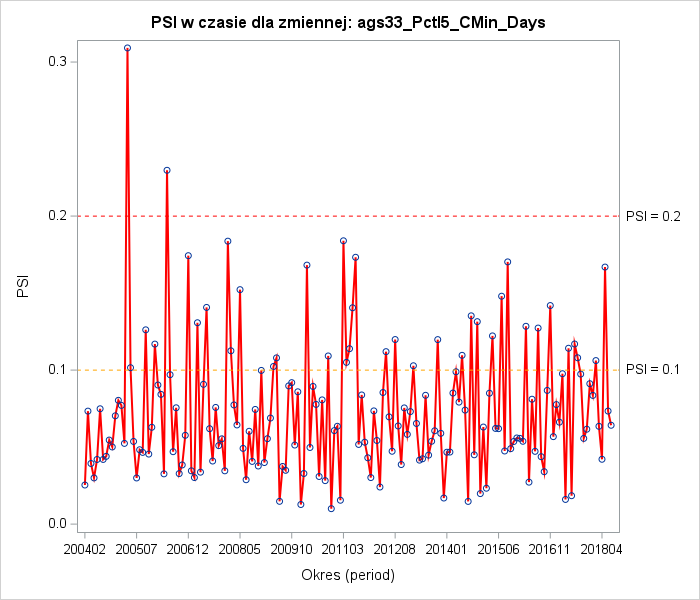 PSI w czasie dla zmiennej: ags33_Pctl5_CMin_Days
0.3
0.2
PSI = 0.2
PSI
0.1
PSI = 0.1
0.0
200402 200507 200612 200805 200910 201103 201208 201401 201506 201611 201804
Okres (period)